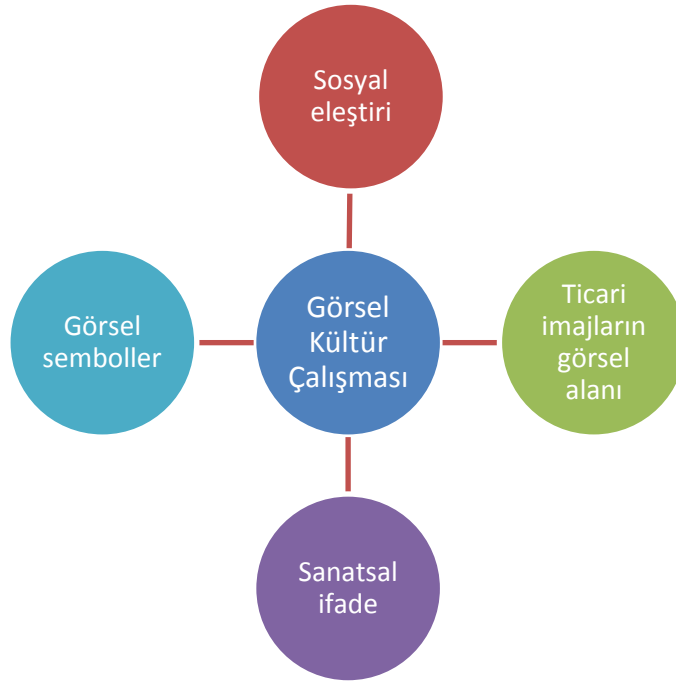 Sosyal
eleştiri
Görsel
semboller
Görsel
Kültür
Çalışması
Ticari
imajların
görsel
alanı
Sanatsal
ifade